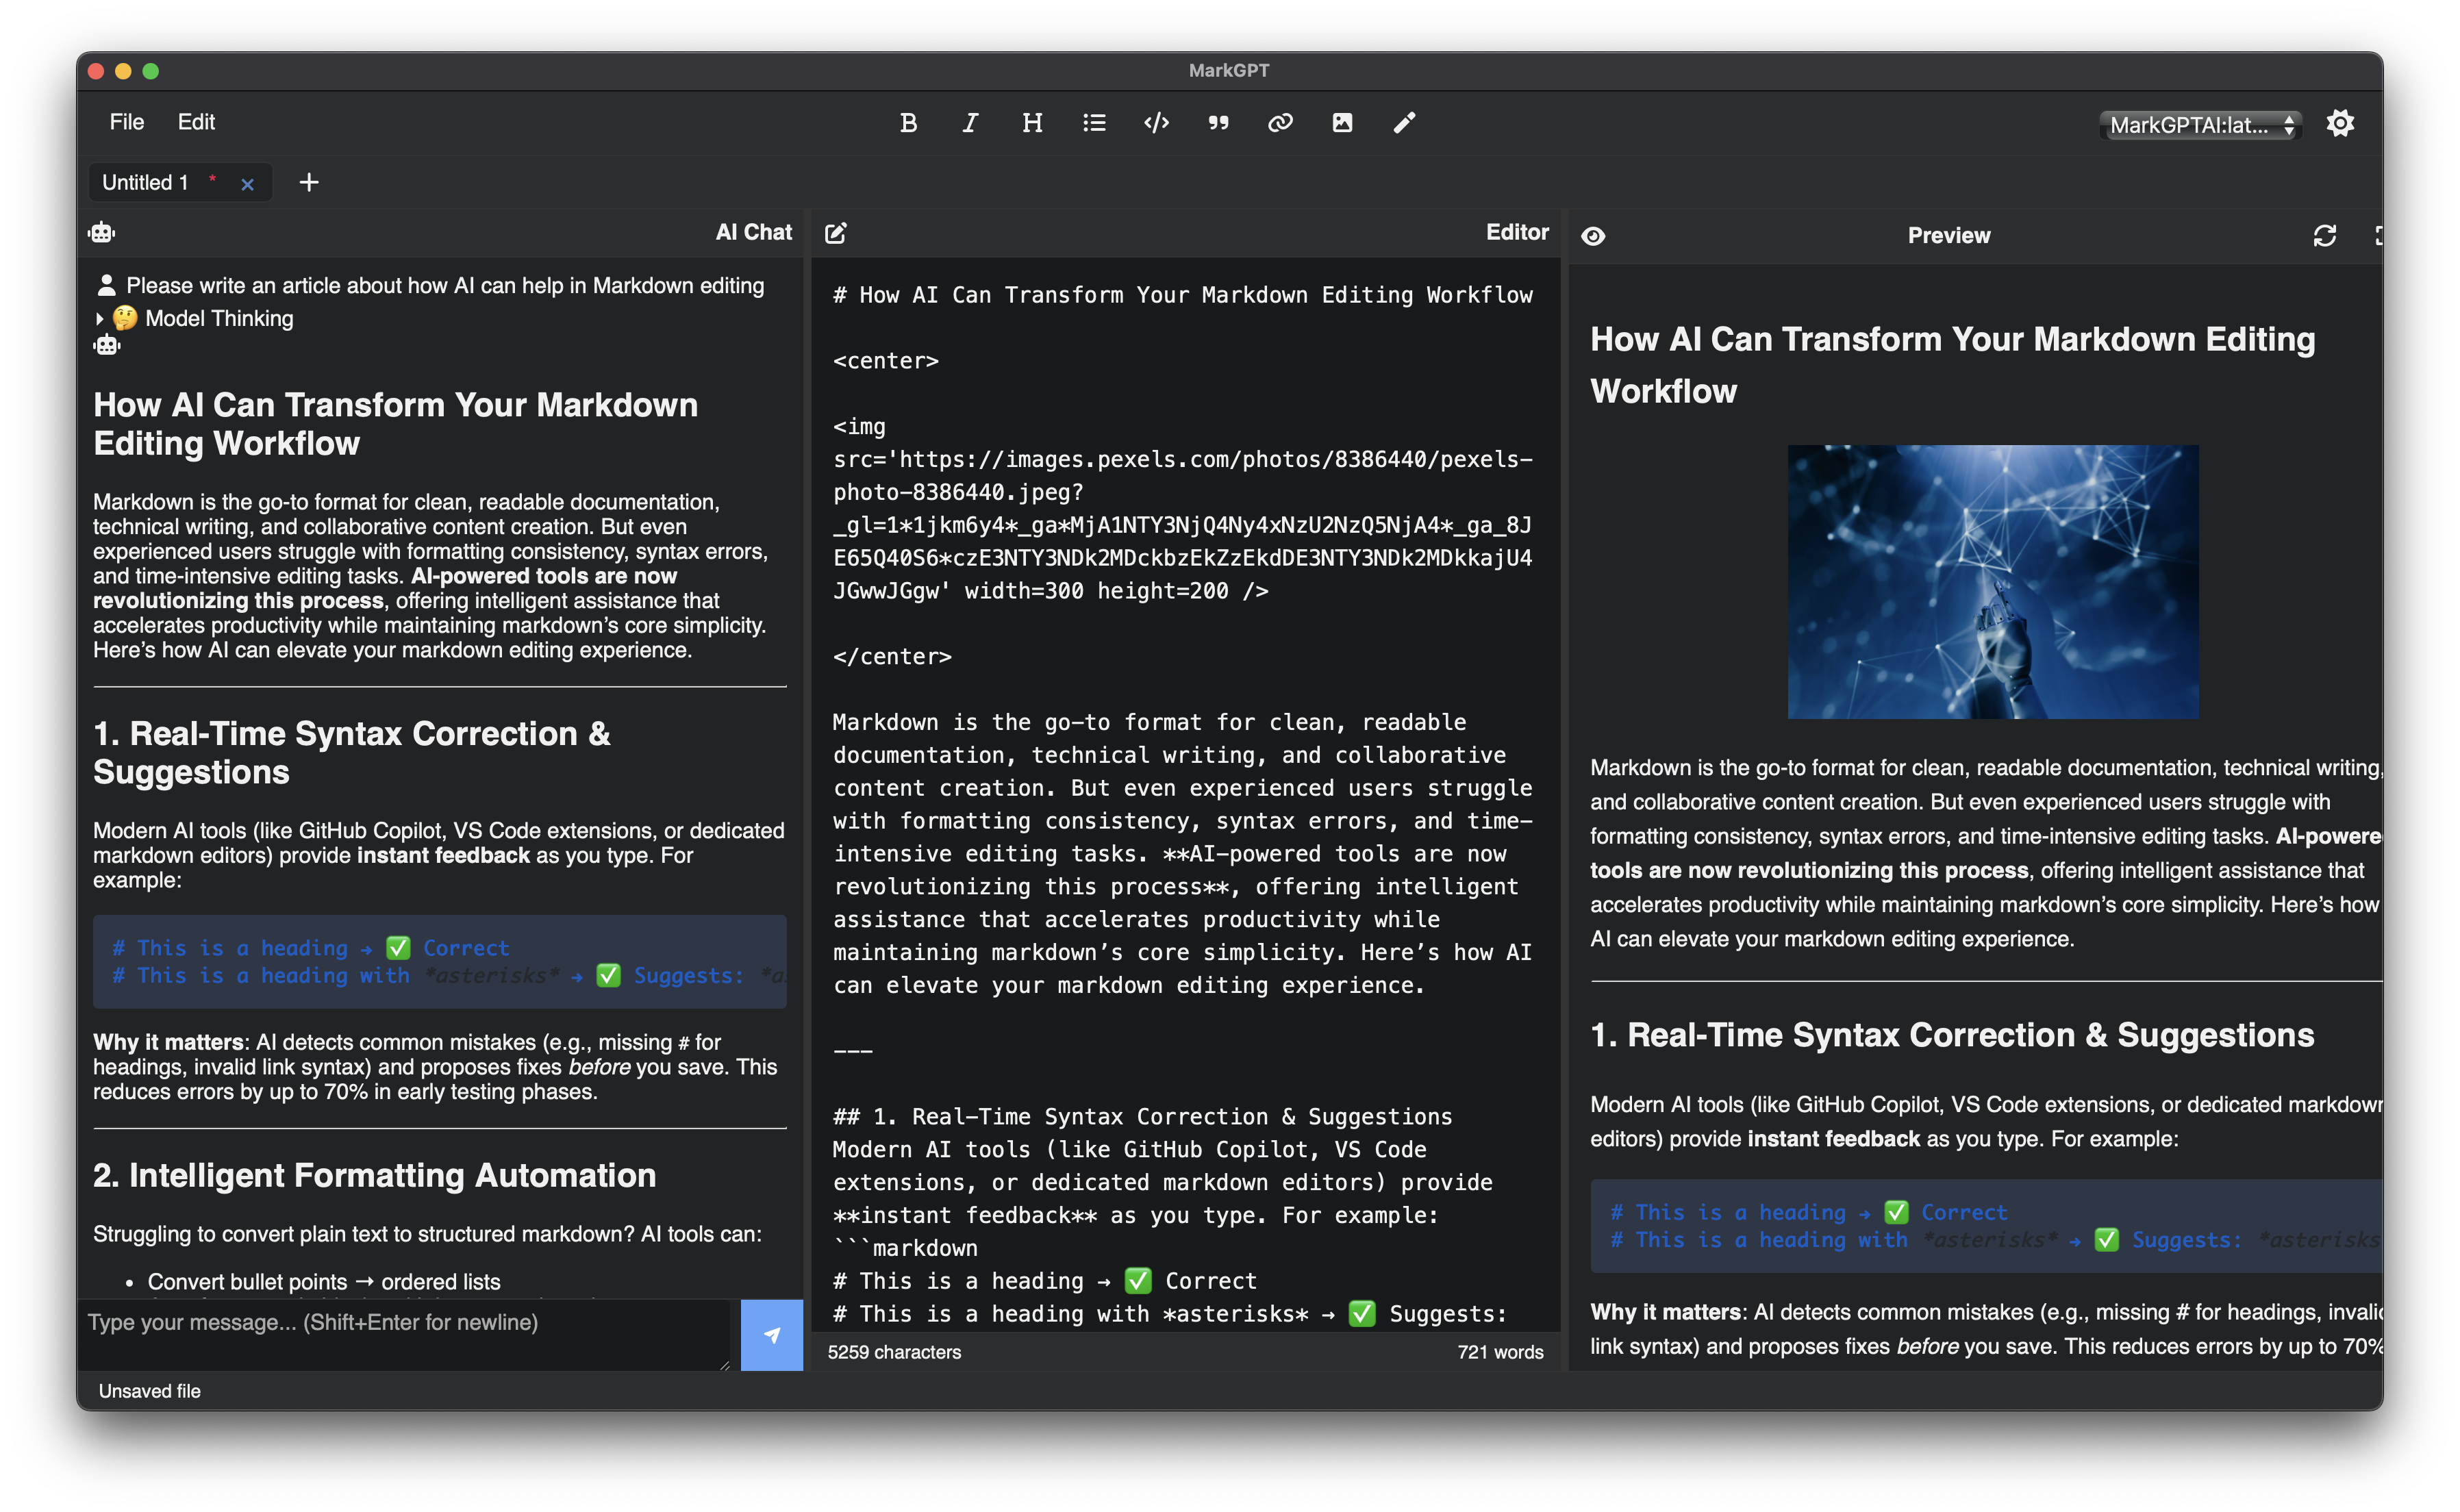 MarkGPT
File Edit
MarkGPTAI:lat...
Untitled 1 * ×
AI Chat
Please write an article about how AI can help in Markdown editing
🤔 Model Thinking
How AI Can Transform Your Markdown
Editing Workflow
Markdown is the go-to format for clean, readable documentation,
technical writing, and collaborative content creation. But even
experienced users struggle with formatting consistency, syntax errors,
and time-intensive editing tasks. AI-powered tools are now
revolutionizing this process, offering intelligent assistance that
accelerates productivity while maintaining markdown’s core simplicity.
Here’s how AI can elevate your markdown editing experience.
1. Real-Time Syntax Correction &
Suggestions
Modern AI tools (like GitHub Copilot, VS Code extensions, or dedicated
markdown editors) provide instant feedback as you type. For
example:
# This is a heading → ✅ Correct
# This is a heading with *asterisks* → ✅ Suggests: *a
Why it matters: AI detects common mistakes (e.g., missing # for
headings, invalid link syntax) and proposes fixes before you save. This
reduces errors by up to 70% in early testing phases.
2. Intelligent Formatting Automation
Struggling to convert plain text to structured markdown? AI tools can:
• Convert bullet points → ordered lists
Type your message... (Shift+Enter for newline)
Editor
# How AI Can Transform Your Markdown Editing Workflow
<center>
<img
src='https://images.pexels.com/photos/8386440/pexels-
photo-8386440.jpeg?
_gl=1*1jkm6y4*_ga*MjA1NTY3NjQ4Ny4xNzU2NzQ5NjA4*_ga_8J
E65Q40S6*czE3NTY3NDk2MDckbzEkZzEkdDE3NTY3NDk2MDkkajU4
JGwwJGgw' width=300 height=200 />
</center>
Markdown is the go-to format for clean, readable
documentation, technical writing, and collaborative
content creation. But even experienced users struggle
with formatting consistency, syntax errors, and time-
intensive editing tasks. **AI-powered tools are now
revolutionizing this process**, offering intelligent
assistance that accelerates productivity while
maintaining markdown’s core simplicity. Here’s how AI
can elevate your markdown editing experience.
---
## 1. Real-Time Syntax Correction & Suggestions
Modern AI tools (like GitHub Copilot, VS Code
extensions, or dedicated markdown editors) provide
**instant feedback** as you type. For example:
```markdown
# This is a heading → ✅ Correct
# This is a heading with *asterisks* → ✅ Suggests:
5259 characters
721 words
Preview
How AI Can Transform Your Markdown Editing
Workflow
Markdown is the go-to format for clean, readable documentation, technical writing,
and collaborative content creation. But even experienced users struggle with
formatting consistency, syntax errors, and time-intensive editing tasks. AI-powere
tools are now revolutionizing this process, offering intelligent assistance that
accelerates productivity while maintaining markdown’s core simplicity. Here’s how
AI can elevate your markdown editing experience.
1. Real-Time Syntax Correction & Suggestions
Modern AI tools (like GitHub Copilot, VS Code extensions, or dedicated markdown
editors) provide instant feedback as you type. For example:
# This is a heading → ✅ Correct
# This is a heading with *asterisks* → ✅ Suggests: *asterisks
Why it matters: AI detects common mistakes (e.g., missing # for headings, invalid
link syntax) and proposes fixes before you save. This reduces errors by up to 70%
Unsaved file